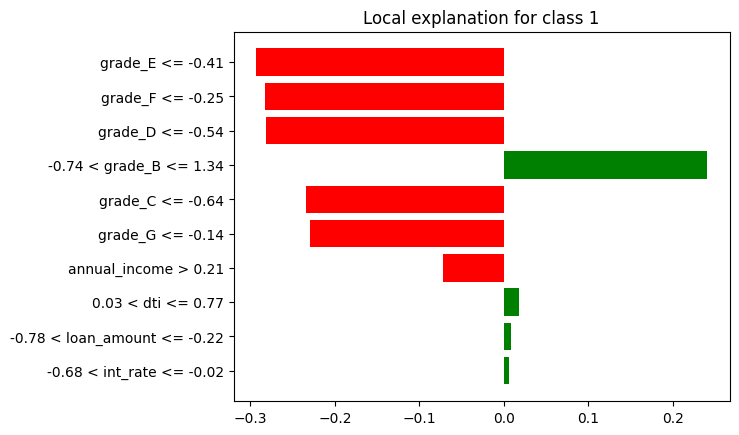 Local explanation for class 1
grade_E <= -0.41
grade_F <= -0.25
grade_D <= -0.54
-0.74 < grade_B <= 1.34
grade_C <= -0.64
grade_G <= -0.14
annual_income > 0.21
0.03 < dti <= 0.77
-0.78 < loan_amount <= -0.22
-0.68 < int_rate <= -0.02
−0.3 −0.2 −0.1 0.0 0.1 0.2